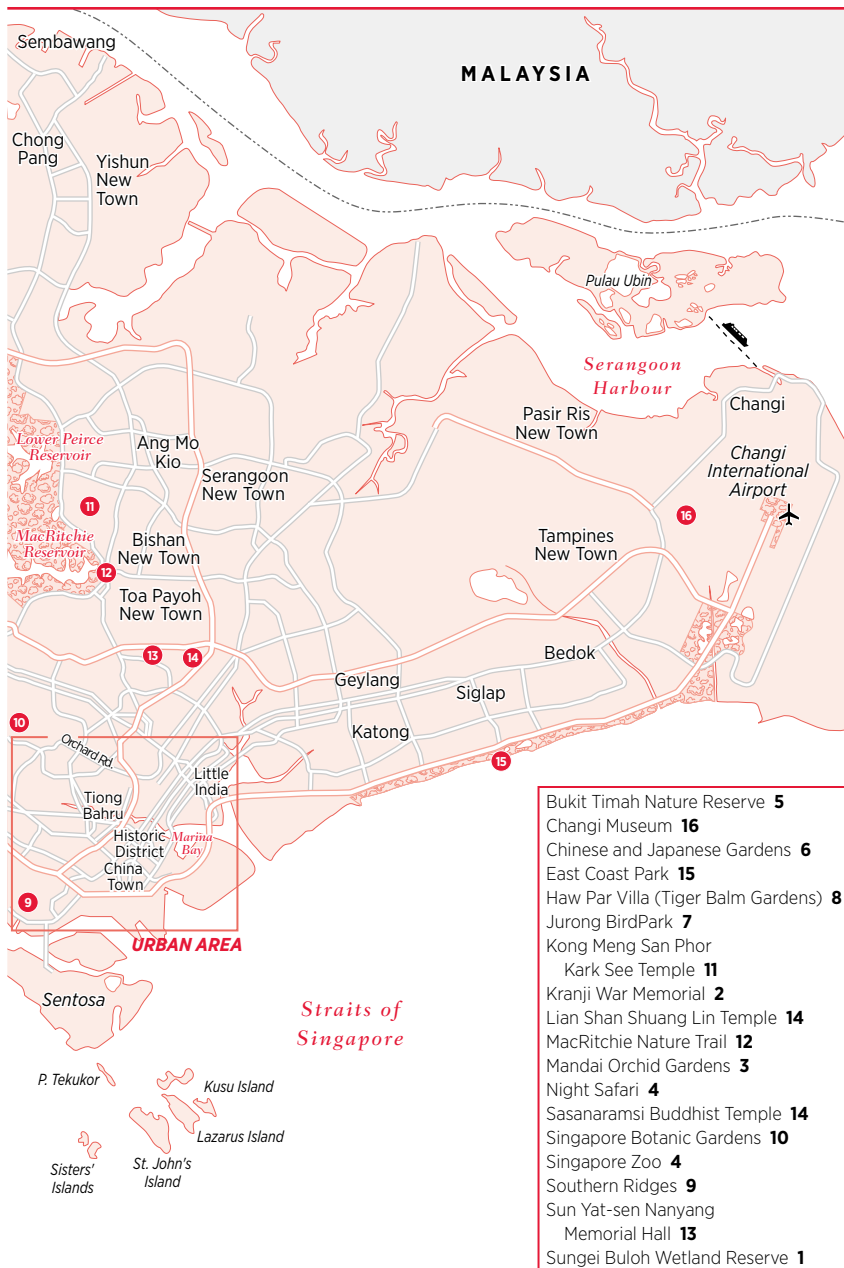 Sembawang
MALAYSIA
Chong
Pang
Yishun
New
Town
Pulau Ubin
Serangoon
Harbour
Changi
Pasir Ris
New Town
Lower Peirce
Reservoir
Ang Mo
Kio
Changi
International
Airport
Serangoon
New Town
11
16
MacRitchie
Reservoir
Bishan
New Town
Tampines
New Town
12
Toa Payoh
New Town
13
14
Bedok
Geylang
Siglap
10
Katong
Orchard Rd.
15
Little
India
Tiong
Bahru
Historic
District
Marina
Bay
China
Town
9
URBAN AREA
Sentosa
Straits of
Singapore
P. Tekukor
Kusu Island
Lazarus Island
Sisters'
Islands
St. John's
Island
Bukit Timah Nature Reserve 5
Changi Museum 16
Chinese and Japanese Gardens 6
East Coast Park 15
Haw Par Villa (Tiger Balm Gardens) 8
Jurong BirdPark 7
Kong Meng San Phor
Kark See Temple 11
Kranji War Memorial 2
Lian Shan Shuang Lin Temple 14
MacRitchie Nature Trail 12
Mandai Orchid Gardens 3
Night Safari 4
Sasanaramsi Buddhist Temple 14
Singapore Botanic Gardens 10
Singapore Zoo 4
Southern Ridges 9
Sun Yat-sen Nanyang
Memorial Hall 13
Sungei Buloh Wetland Reserve 1